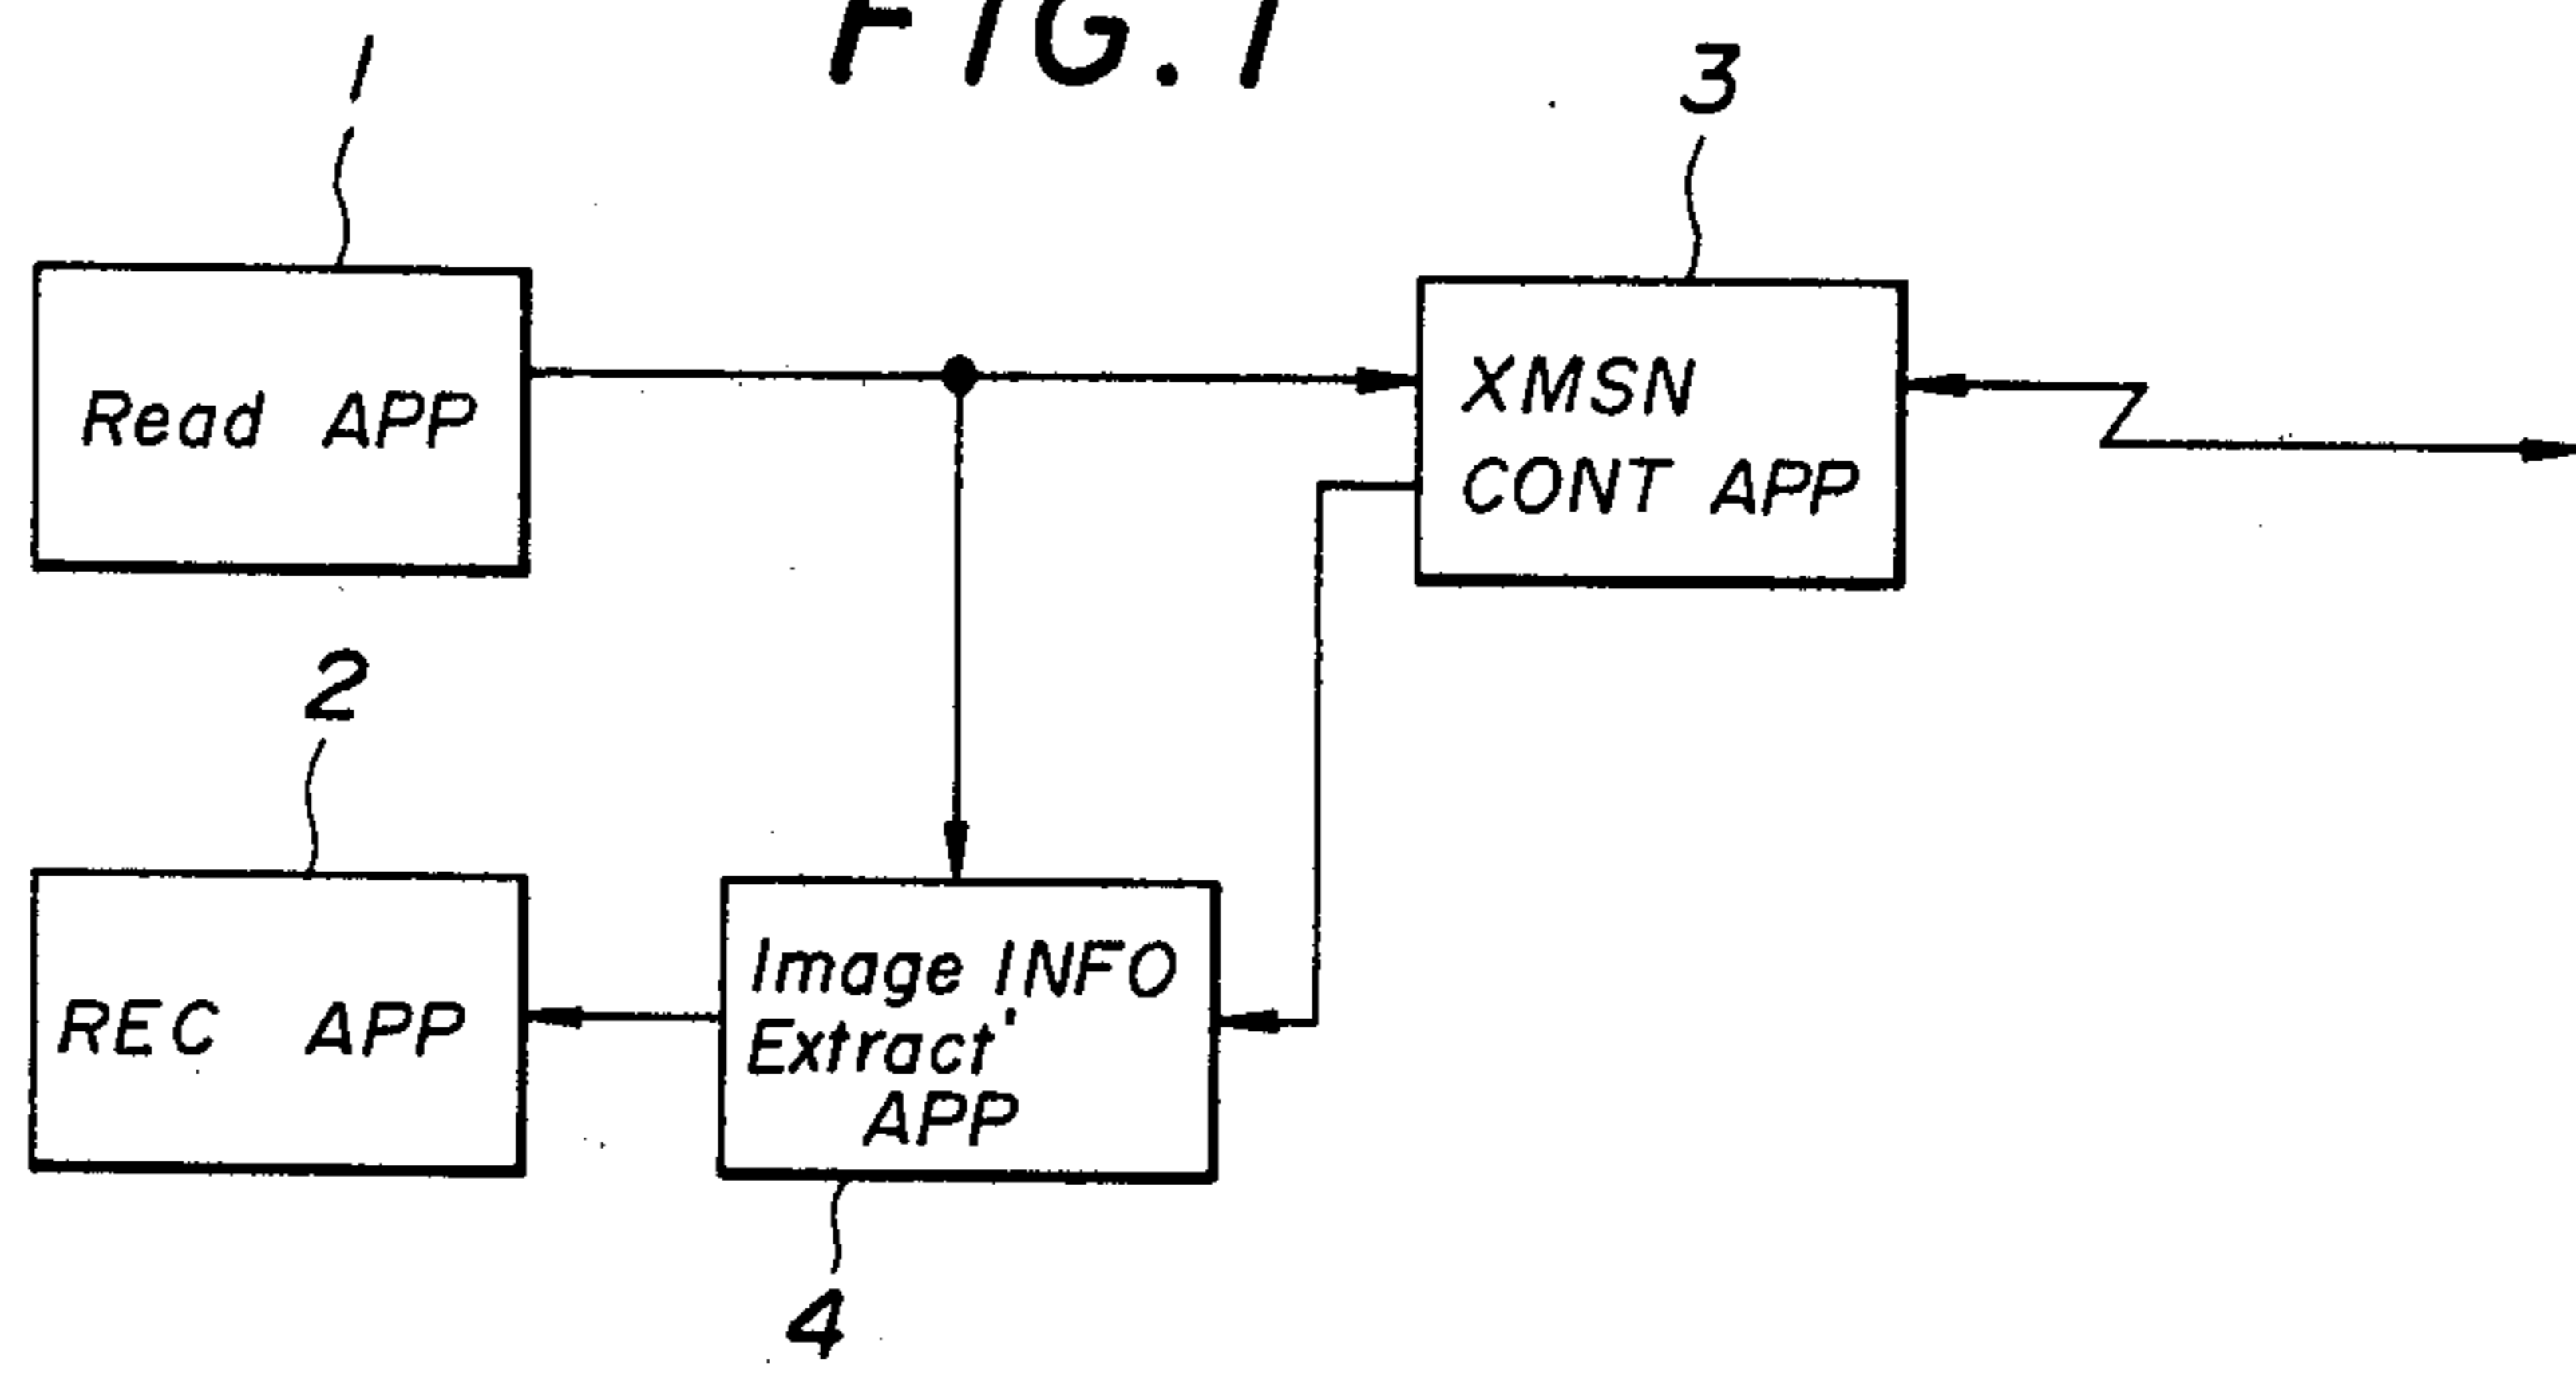 FIG. 1
1
3
Read APP
XMSN
CONT APP
2
REC APP
Image INFO
Extract
APP
4